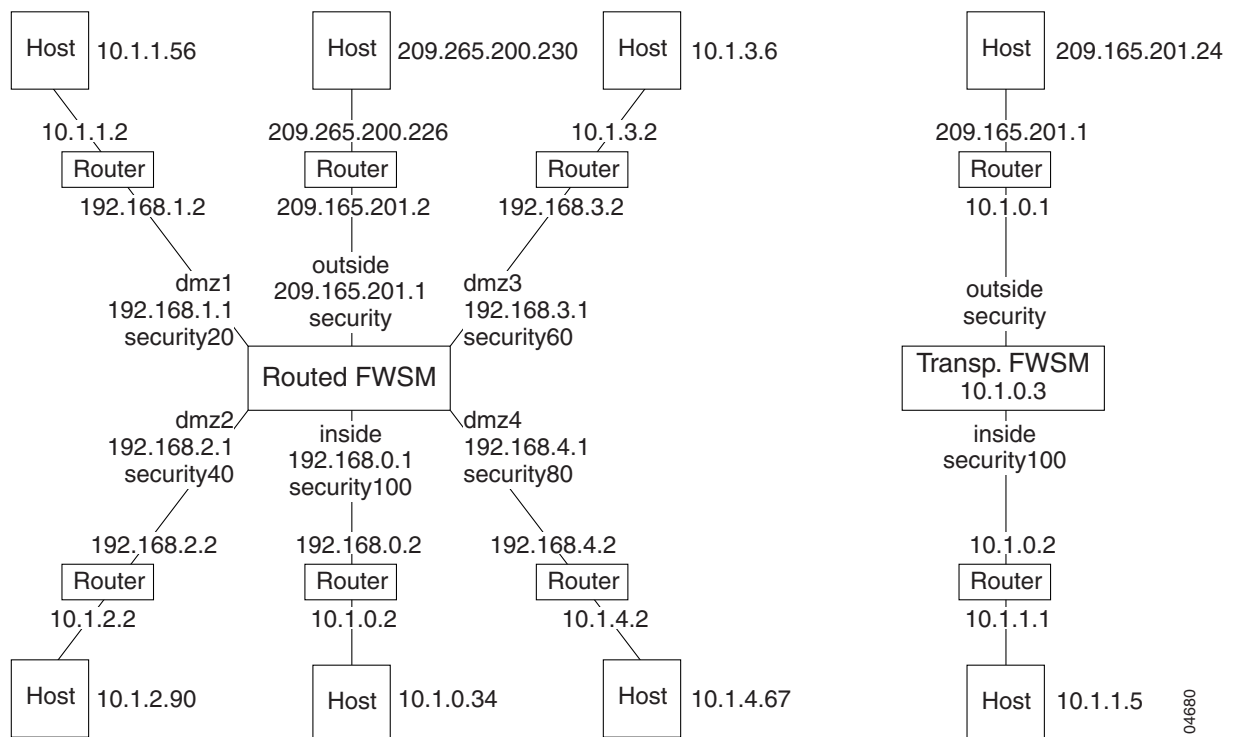 Host 10.1.1.56
Host 209.265.200.230
Host 10.1.3.6
Host 209.165.201.24
10.1.1.2
209.265.200.226
10.1.3.2
209.165.201.1
Router
Router
Router
Router
192.168.1.2
209.165.201.2
192.168.3.2
10.1.0.1
dmz1
192.168.1.1
security20
outside
209.165.201.1
security
dmz3
192.168.3.1
security60
outside
security
Routed FWSM
Transp. FWSM
10.1.0.3
dmz2
192.168.2.1
security40
inside
192.168.0.1
security100
dmz4
192.168.4.1
security80
inside
security100
192.168.2.2
192.168.0.2
192.168.4.2
10.1.0.2
Router
Router
Router
Router
10.1.2.2
10.1.0.2
10.1.4.2
10.1.1.1
Host 10.1.2.90
Host 10.1.0.34
Host 10.1.4.67
Host 10.1.1.5
04680